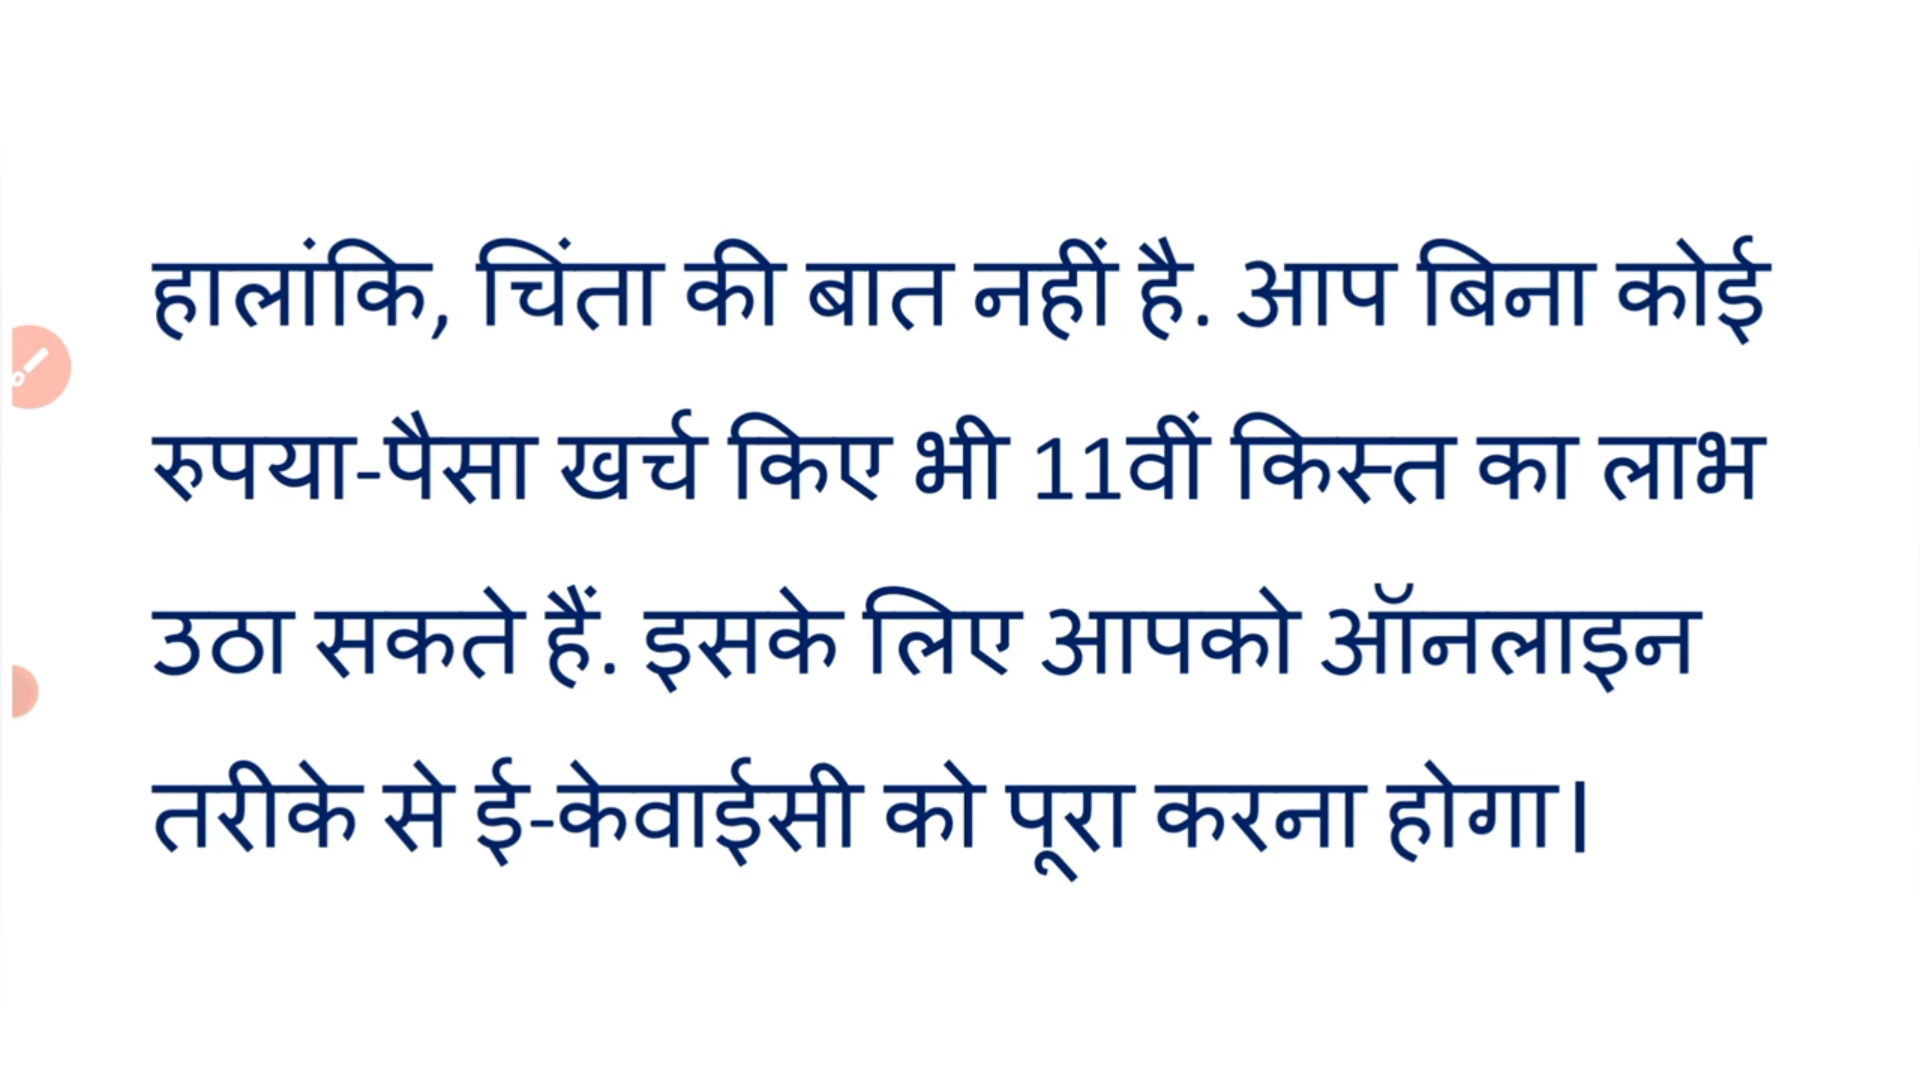 हालांकि, चिंता की बात नहीं है. आप बिना कोई
रुपया-पैसा खर्च किए भी 11वीं किस्त का लाभ
उठा सकते हैं. इसके लिए आपको ऑनलाइन
तरीके से ई-केवाईसी को पूरा करना होगा।